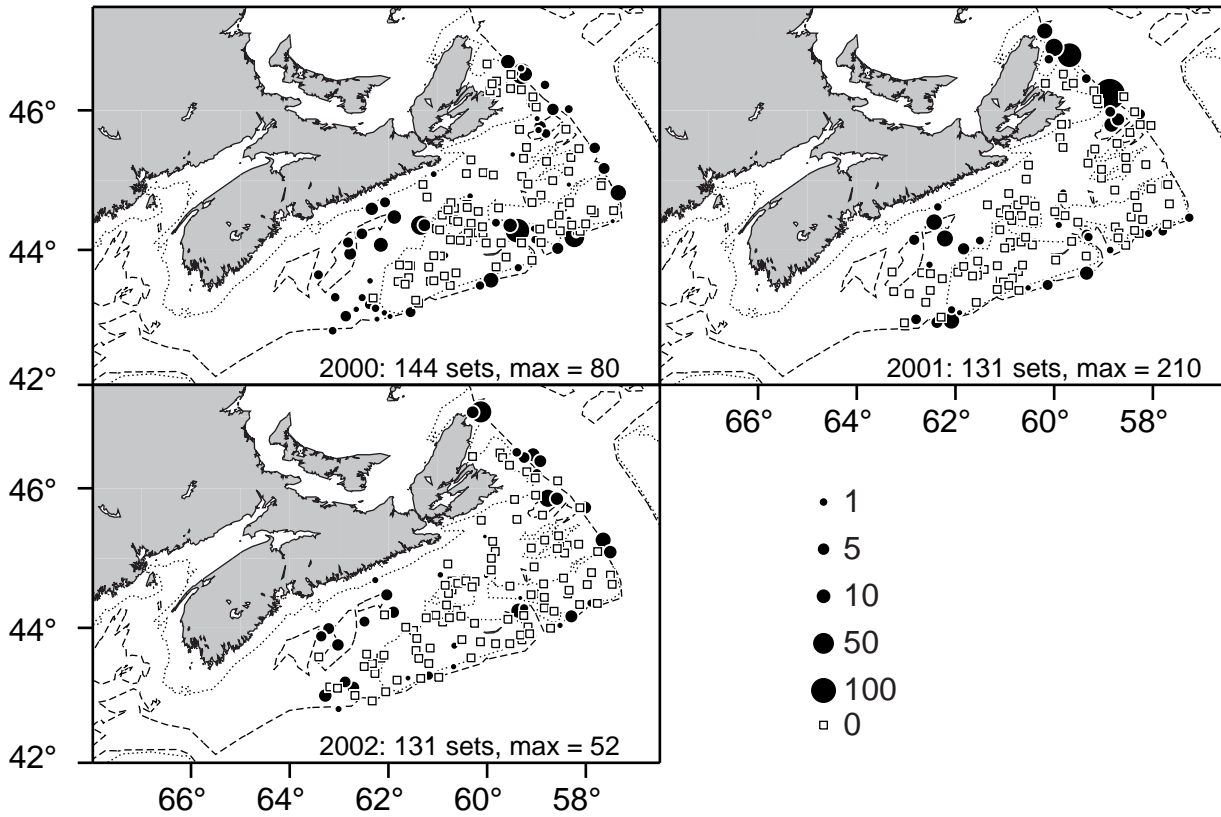 46°
44°
42°
2000: 144 sets, max = 80
2001: 131 sets, max = 210
66° 64° 62° 60° 58°
46°
44°
42°
2002: 131 sets, max = 52
66° 64° 62° 60° 58°
1
5
10
50
100
0